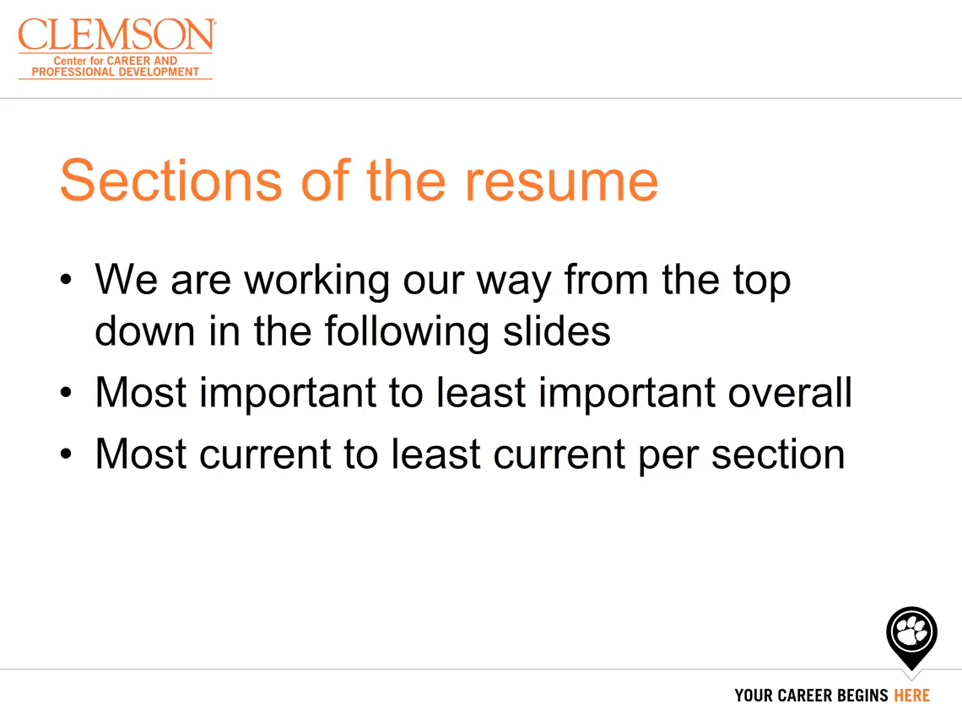 CLEMSON
Center for CAREER AND
PROFESSIONAL DEVELOPMENT
Sections of the resume
• We are working our way from the top
down in the following slides
• Most important to least important overall
• Most current to least current per section
YOUR CAREER BEGINS HERE